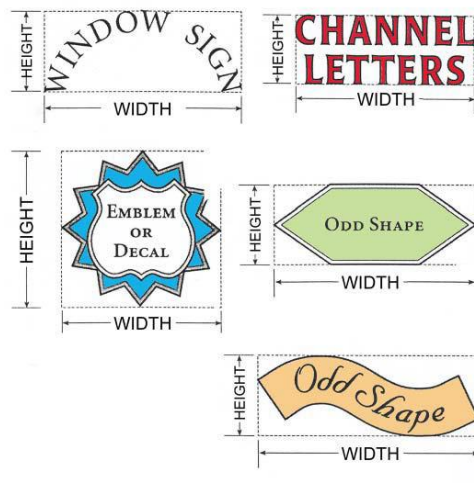 HEIGHT
WINDOW SIGN
WIDTH
HEIGHT
CHANNEL
LETTERS
WIDTH
HEIGHT
EMBLEM
OR
DECAL
WIDTH
HEIGHT
ODD SHAPE
WIDTH
HEIGHT
Odd Shape
WIDTH